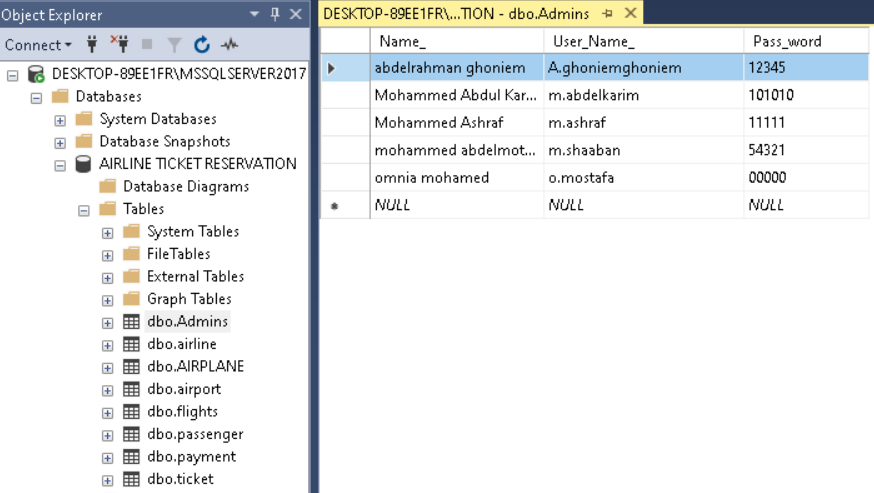 Object Explorer
Connect
DESKTOP-89EE1FR\MSSQLSERVER2017
Databases
System Databases
Database Snapshots
AIRLINE TICKET RESERVATION
Database Diagrams
Tables
System Tables
FileTables
External Tables
Graph Tables
dbo.Admins
dbo.airline
dbo.AIRPLANE
dbo.airport
dbo.flights
dbo.passenger
dbo.payment
dbo.ticket
DESKTOP-89EE1FR\...TION - dbo.Admins
Name_ User_Name_ Pass_word
abdelrahman ghoniem A.ghoniemghoniem 12345
Mohammed Abdul Kar... m.abdelkarim 101010
Mohammed Ashraf m.ashraf 11111
mohammed abdelmot... m.shaaban 54321
omnia mohamed o.mostafa 00000
NULL NULL NULL